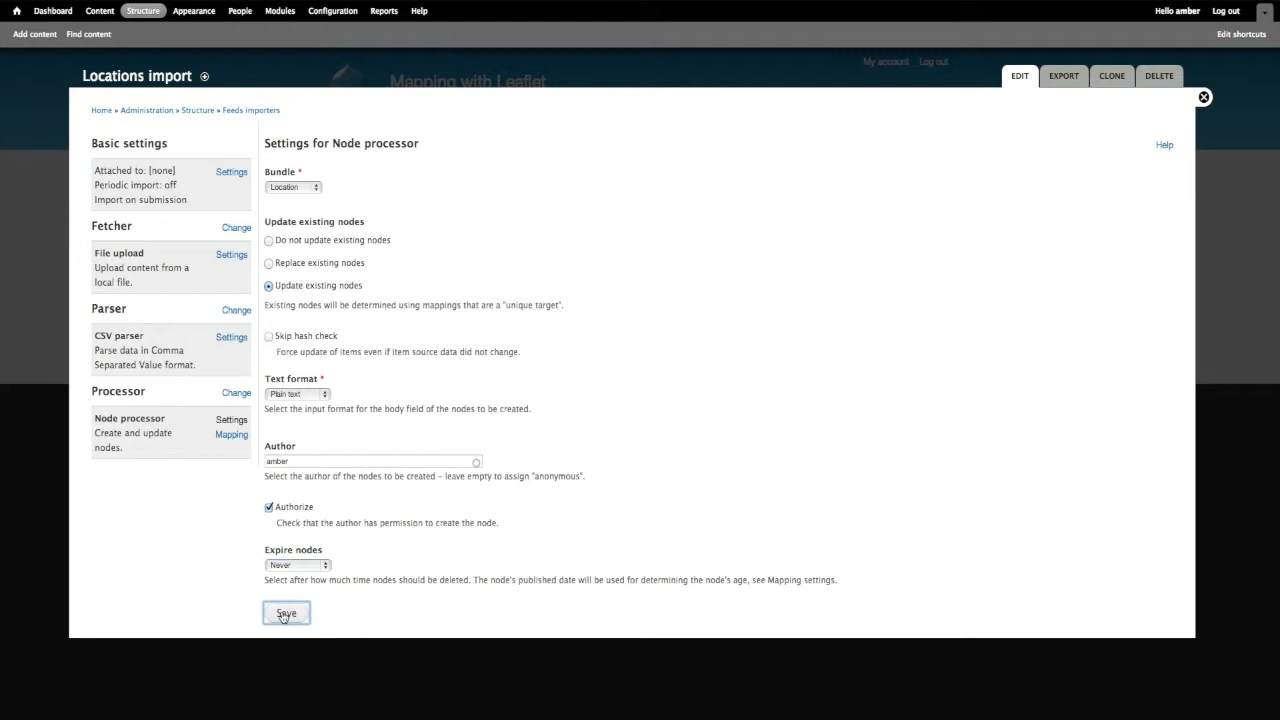 Dashboard Content Structure Appearance People Modules Configuration Reports Help Hello amber Log out
Add content Find content Edit shortcuts
My account Log out
Mapping with Leaflet
Locations import
EDIT EXPORT CLONE DELETE
Home » Administration » Structure » Feeds importers
Basic settings
Attached to: [none] Settings
Periodic import: off
Import on submission
Fetcher Change
File upload Settings
Upload content from a
local file.
Parser Change
CSV parser Settings
Parse data in Comma
Separated Value format.
Processor Change
Node processor Settings
Create and update Mapping
nodes.
Settings for Node processor
Help
Bundle *
Location
Update existing nodes
Do not update existing nodes
Replace existing nodes
Update existing nodes
Existing nodes will be determined using mappings that are a "unique target".
Skip hash check
Force update of items even if item source data did not change.
Text format *
Plain text
Select the input format for the body field of the nodes to be created.
Author
amber
Select the author of the nodes to be created – leave empty to assign "anonymous".
Authorize
Check that the author has permission to create the node.
Expire nodes
Never
Select after how much time nodes should be deleted. The node's published date will be used for determining the node's age, see Mapping settings.
Save